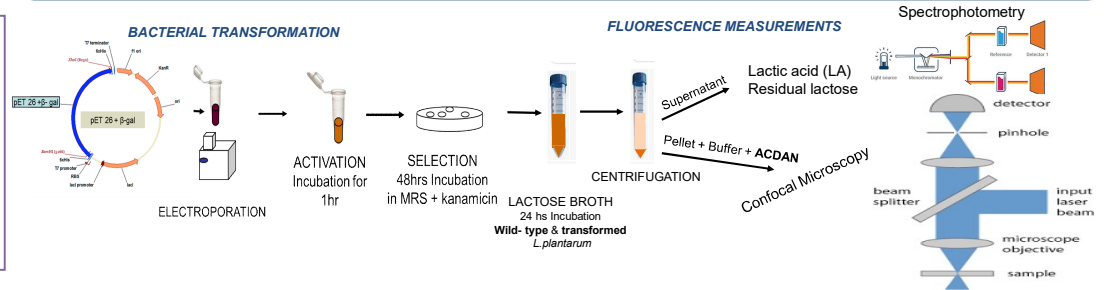 BACTERIAL TRANSFORMATION
FLUORESCENCE MEASUREMENTS
Spectrophotometry
T7 terminator
6xHis
f1 ori
KanR
ori
pET 26 +β- gal
pET 26 + β-gal
6xHis
T7 promoter
RBS
lacI promoter
lacI
ELECTROPORATION
ACTIVATION
Incubation for
1hr
SELECTION
48hrs Incubation
in MRS + kanamicin
LACTOSE BROTH
24 hs Incubation
Wild- type & transformed
L.plantarum
CENTRIFUGATION
Supernatant
Lactic acid (LA)
Residual lactose
Pellet + Buffer + ACDAN
Confocal Microscopy
Light source
Monochromator
Reference
Detector 1
detector
pinhole
beam
splitter
input
laser
beam
microscope
objective
sample